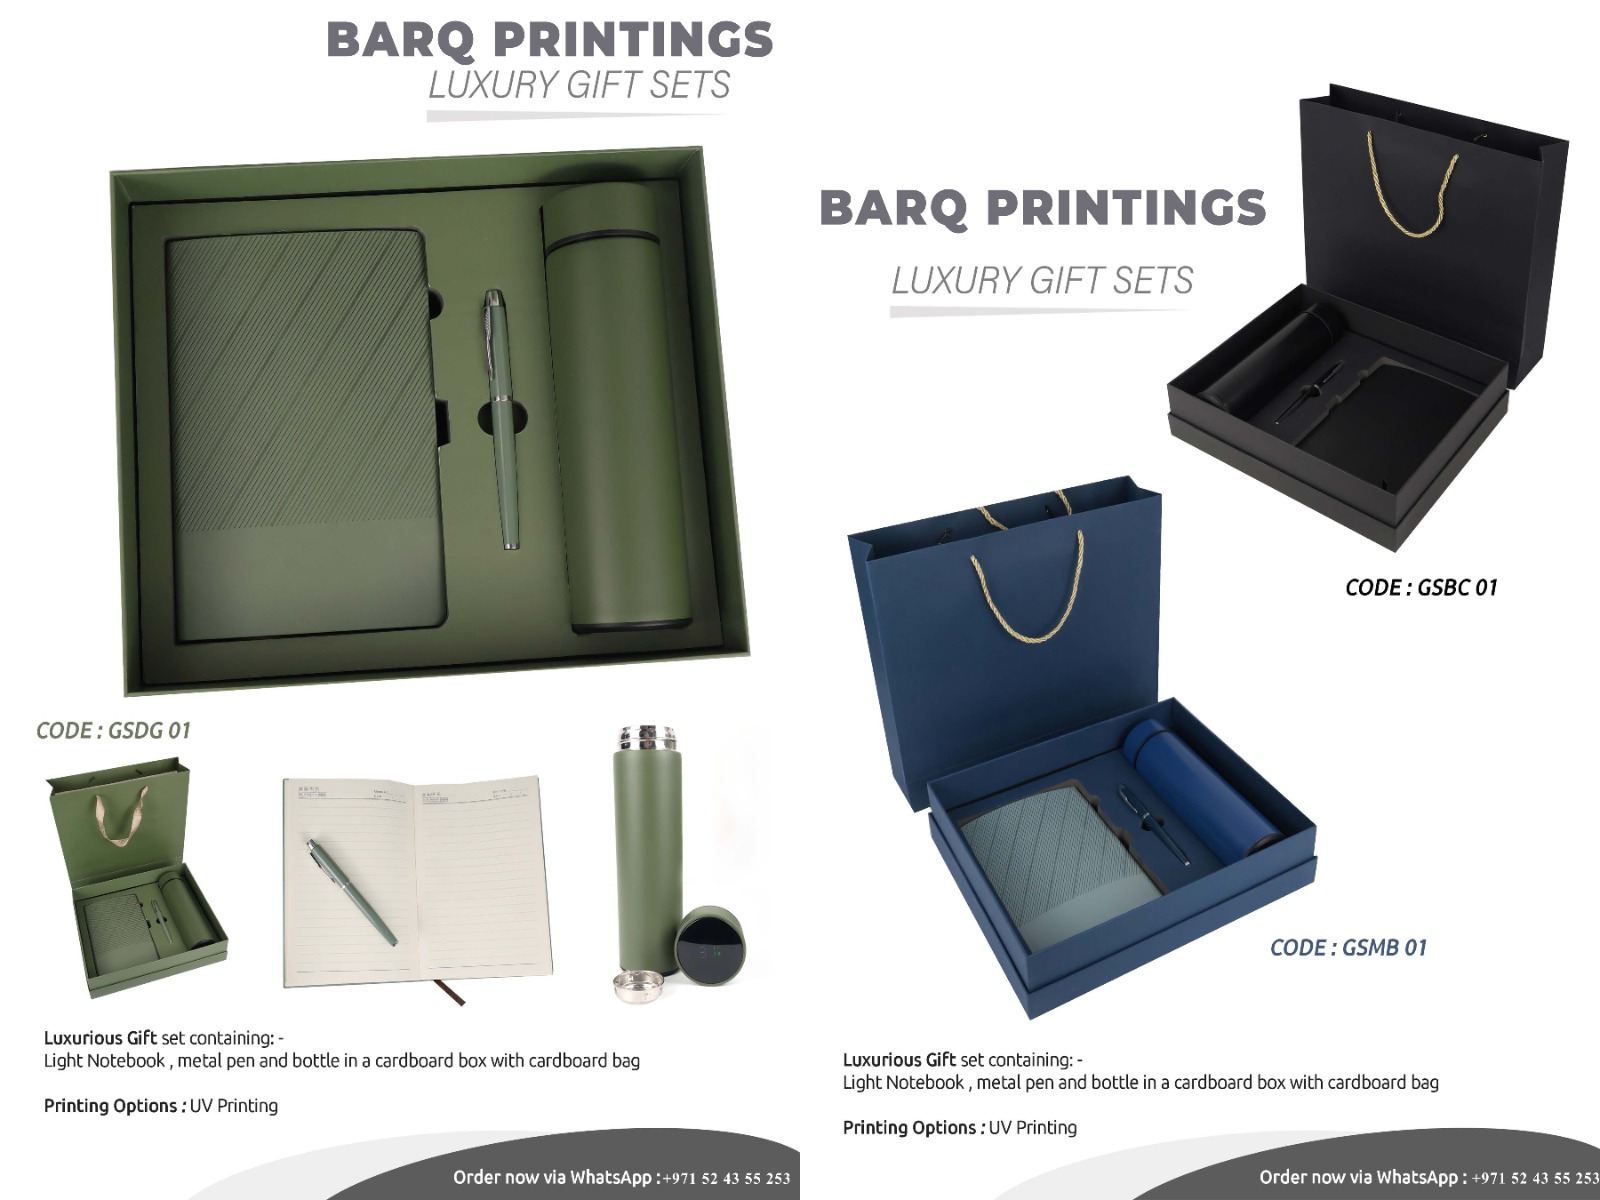 BARQ PRINTINGS
LUXURY GIFT SETS
CODE : GSDG 01
Luxurious Gift set containing: -
Light Notebook , metal pen and bottle in a cardboard box with cardboard bag
Printing Options : UV Printing
Order now via WhatsApp : +971 52 43 55 253
BARQ PRINTINGS
LUXURY GIFT SETS
CODE : GSBC 01
CODE : GSMB 01
Luxurious Gift set containing: -
Light Notebook , metal pen and bottle in a cardboard box with cardboard bag
Printing Options : UV Printing
Order now via WhatsApp : +971 52 43 55 253